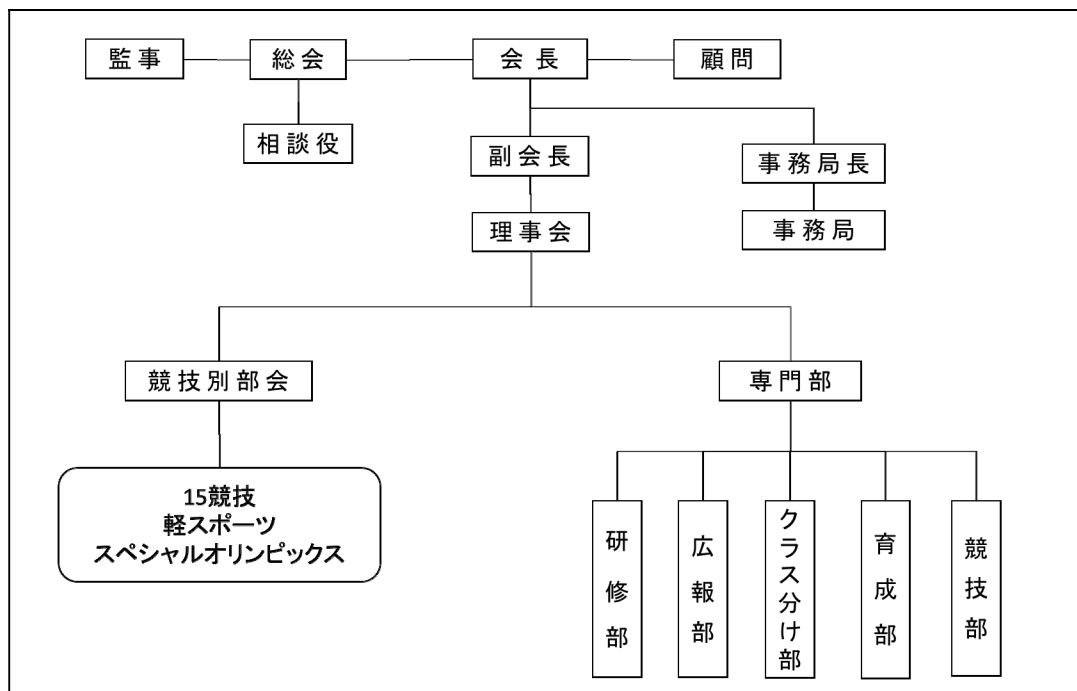 監事
総会
会長
顧問
相談役
副会長
事務局長
理事会
事務局
競技別部会
専門部
15競技
軽スポーツ
スペシャルオリンピックス
研修部
広報部
クラス分け部
育成部
競技部